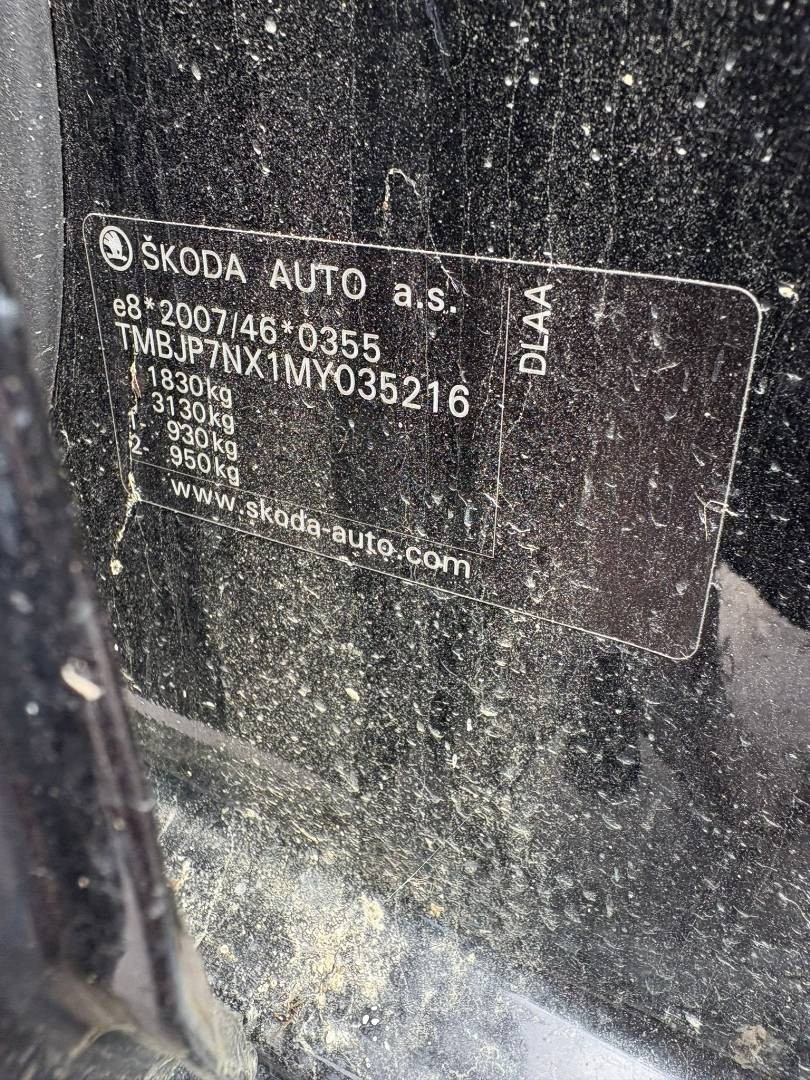 ŠKODA AUTO a.s.
e8*2007/46*0355
TMBJP7NX1MY035216
1830kg
3130kg
1- 930kg
2- 950kg
www.skoda-auto.com
DLAA